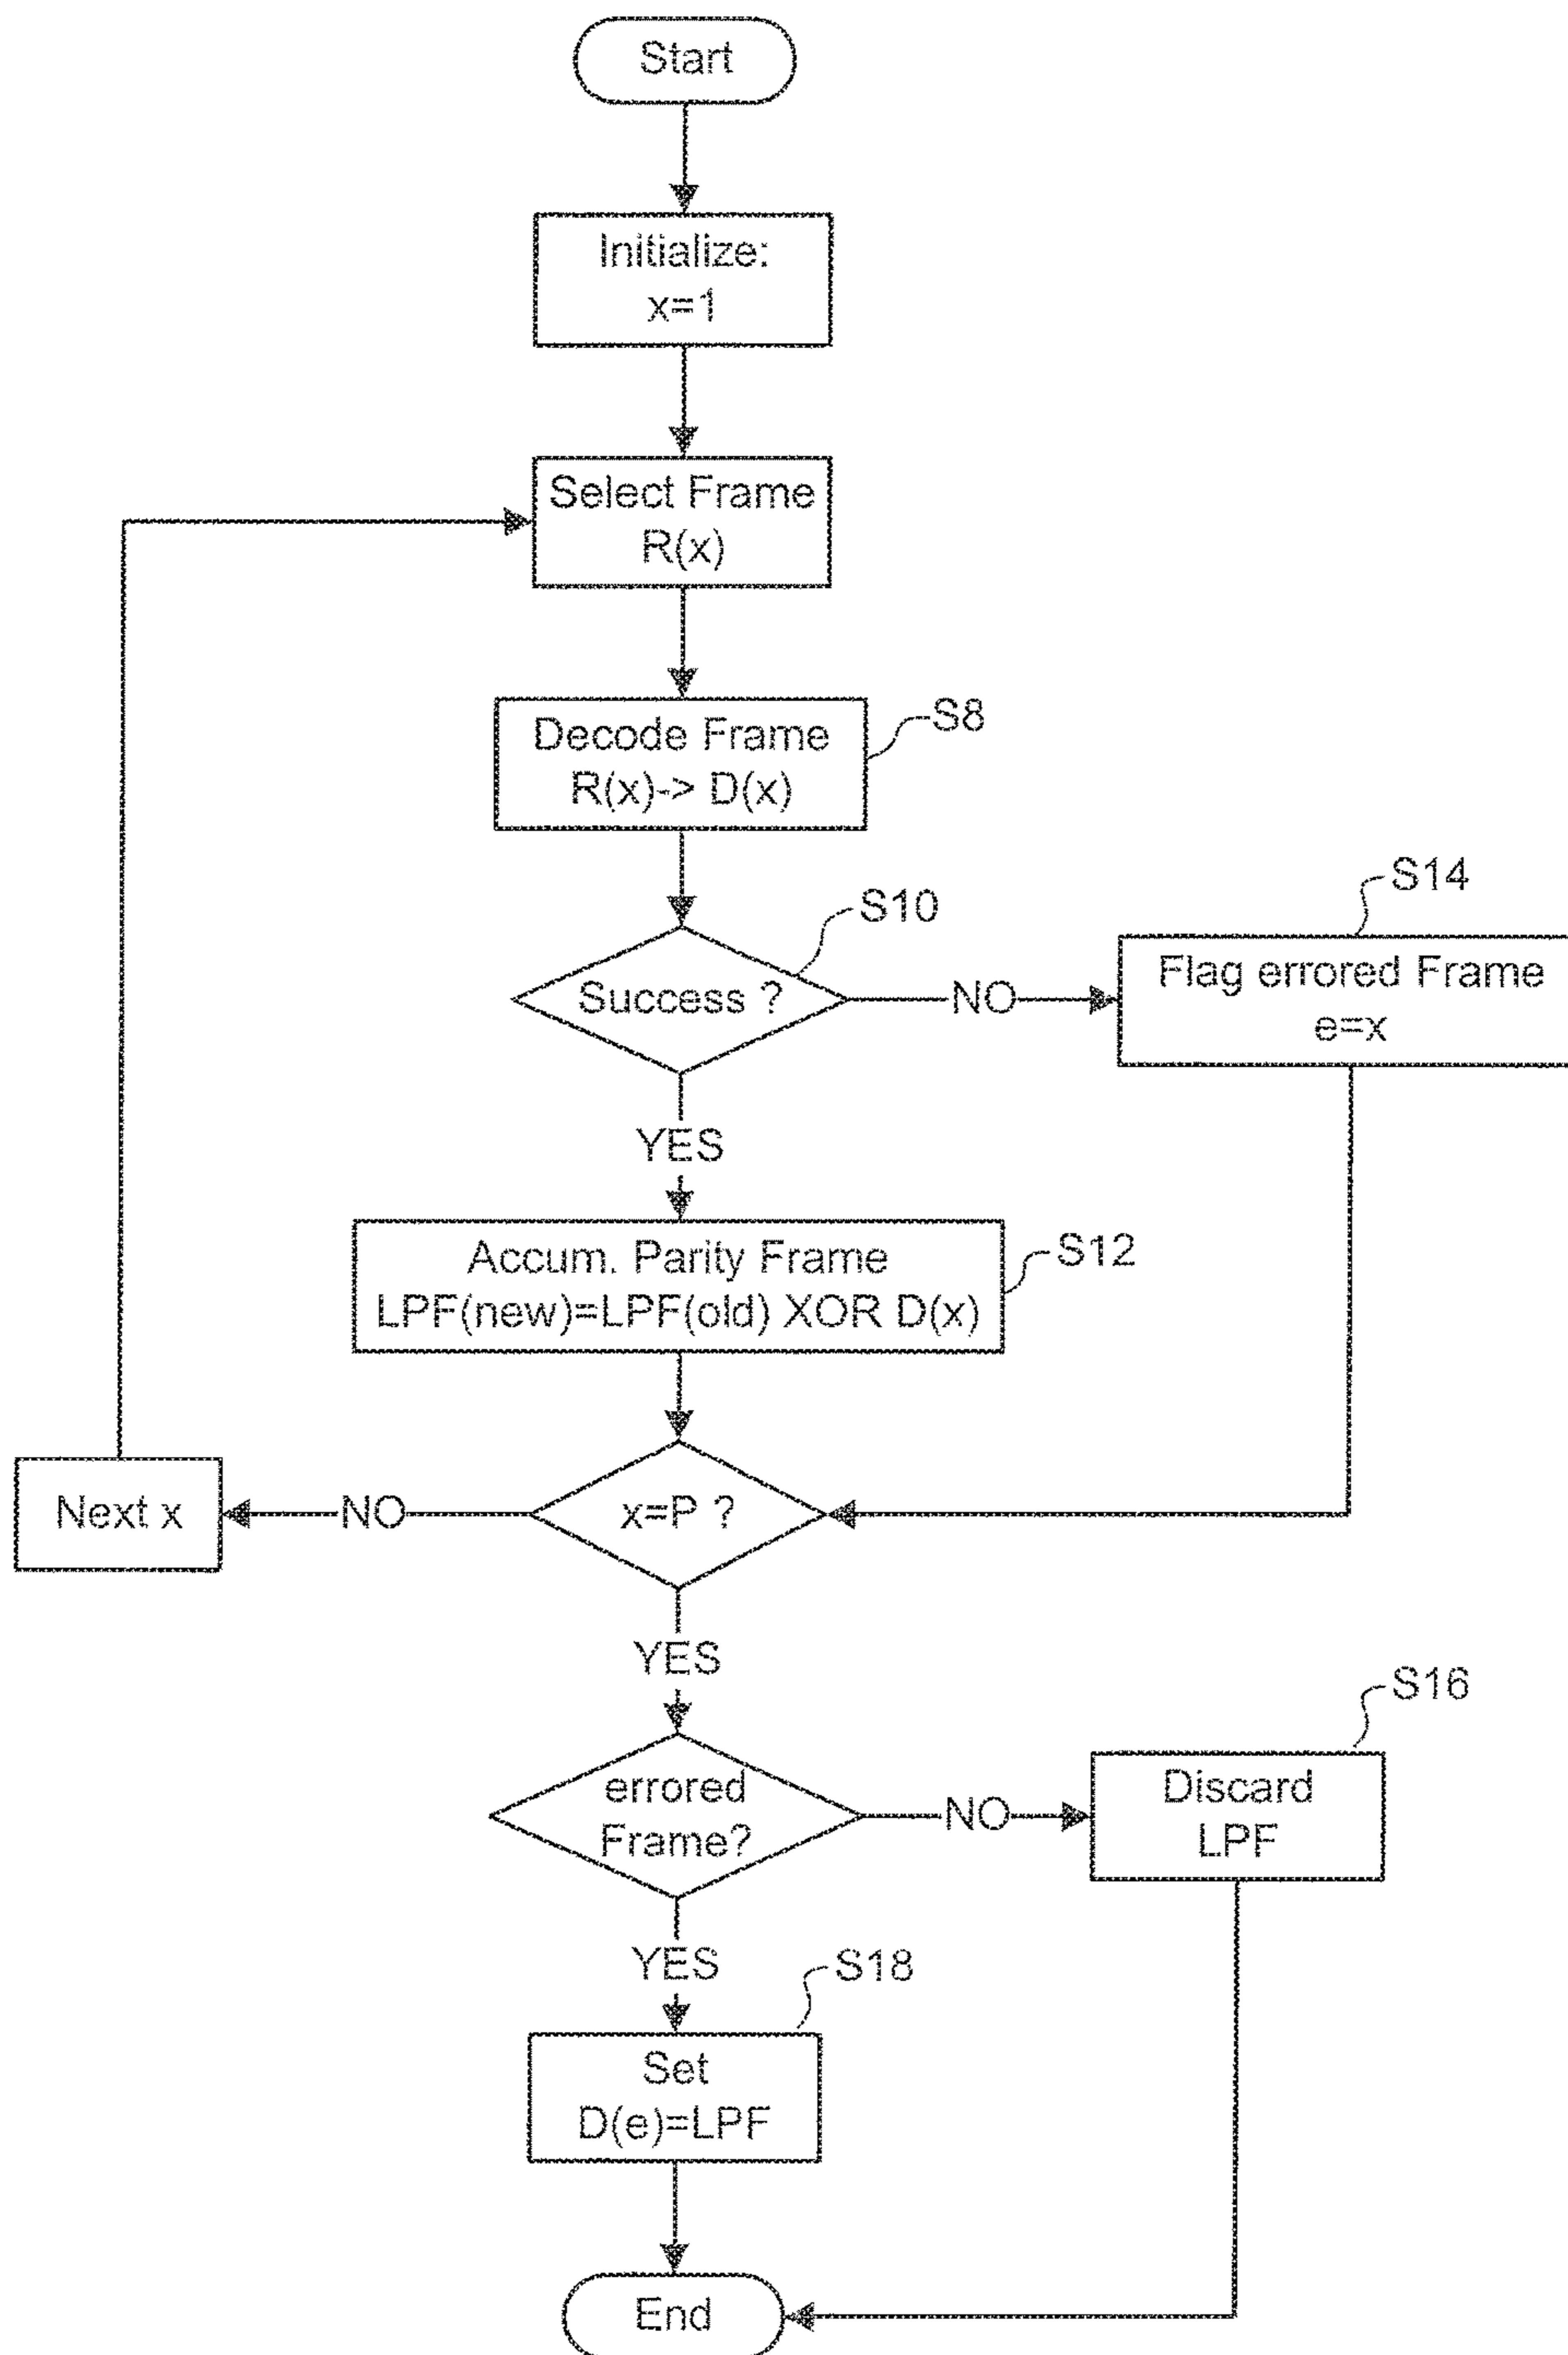 Start
Initialize:
x=1
Select Frame
R(x)
Decode Frame
R(x)-> D(x)
S8
Success ?
S10
NO
Flag errored Frame
e=x
S14
YES
Accum. Parity Frame
LPF(new)=LPF(old) XOR D(x)
S12
x=P ?
NO
Next x
YES
errored
Frame?
NO
Discard
LPF
S16
YES
Set
D(e)=LPF
S18
End